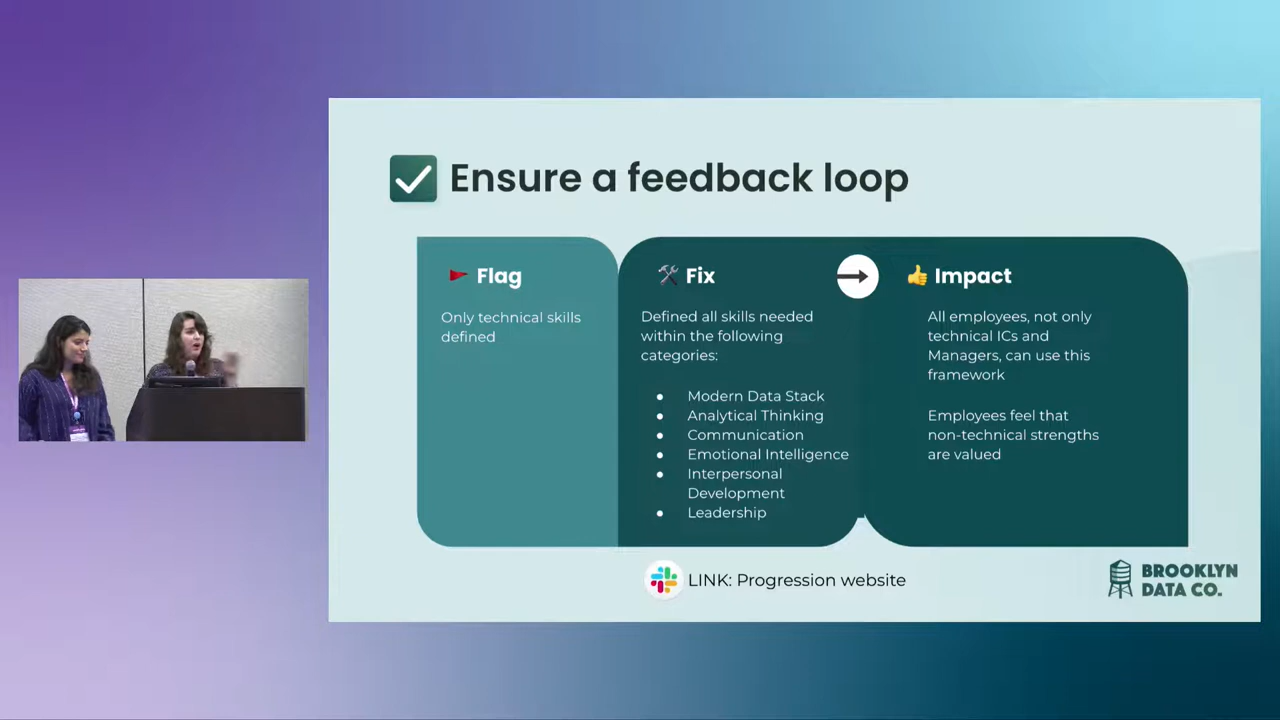 Ensure a feedback loop
Flag
Only technical skills
defined
Fix
Defined all skills needed
within the following
categories:
● Modern Data Stack
● Analytical Thinking
● Communication
● Emotional Intelligence
● Interpersonal
Development
● Leadership
Impact
All employees, not only
technical ICs and
Managers, can use this
framework
Employees feel that
non-technical strengths
are valued
LINK: Progression website
BROOKLYN
DATA CO.